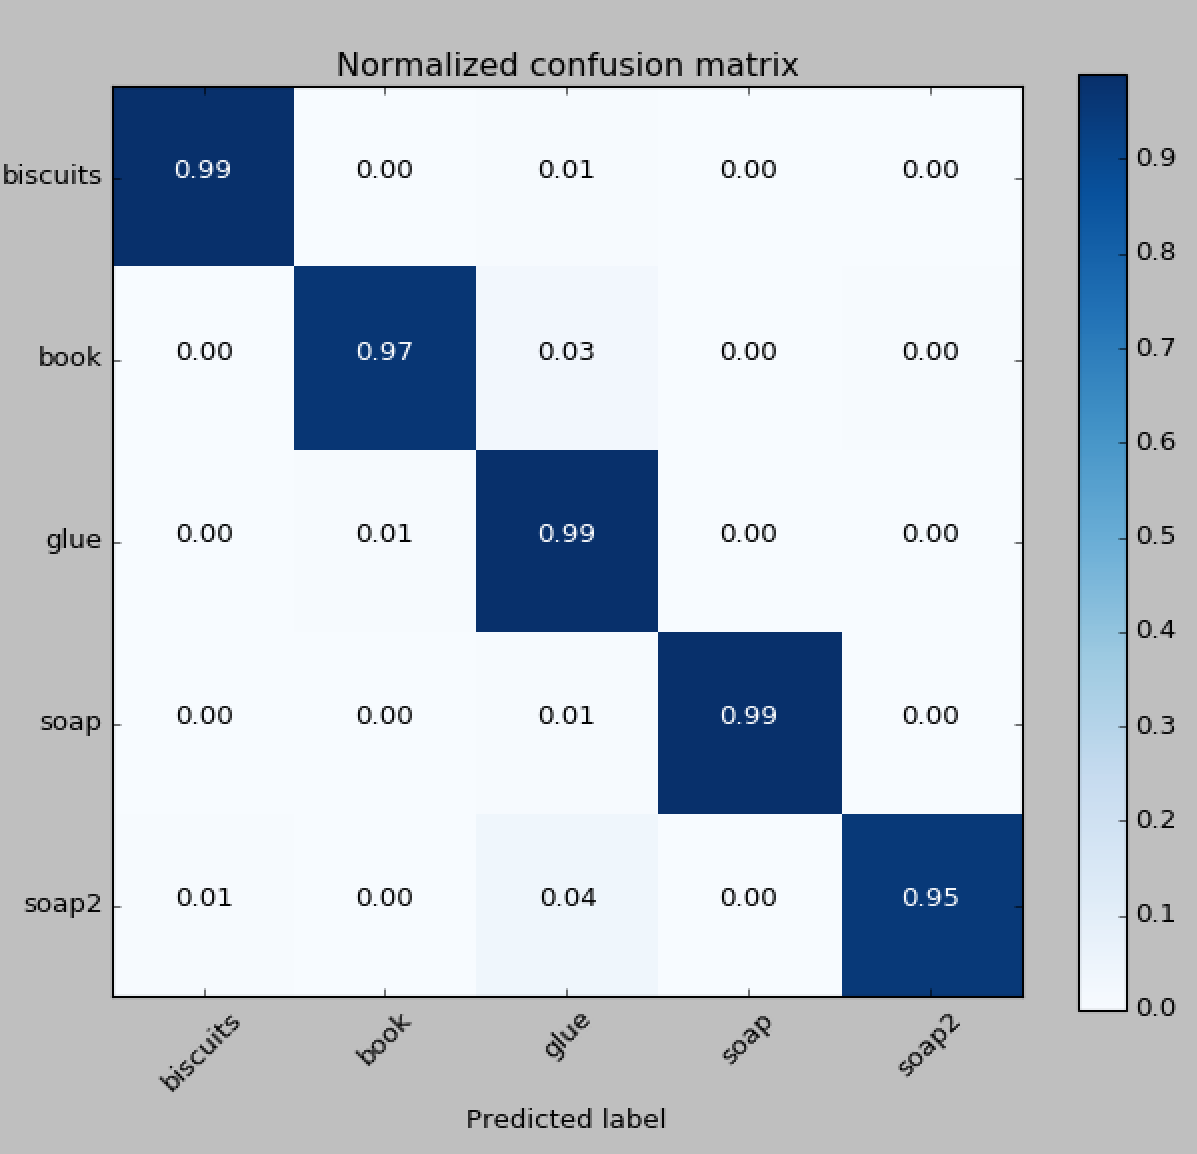 Normalized confusion matrix
biscuits 0.99 0.00 0.01 0.00 0.00
book 0.00 0.97 0.03 0.00 0.00
glue 0.00 0.01 0.99 0.00 0.00
soap 0.00 0.00 0.01 0.99 0.00
soap2 0.01 0.00 0.04 0.00 0.95
biscuits book glue soap soap2
Predicted label
0.9
0.8
0.7
0.6
0.5
0.4
0.3
0.2
0.1
0.0